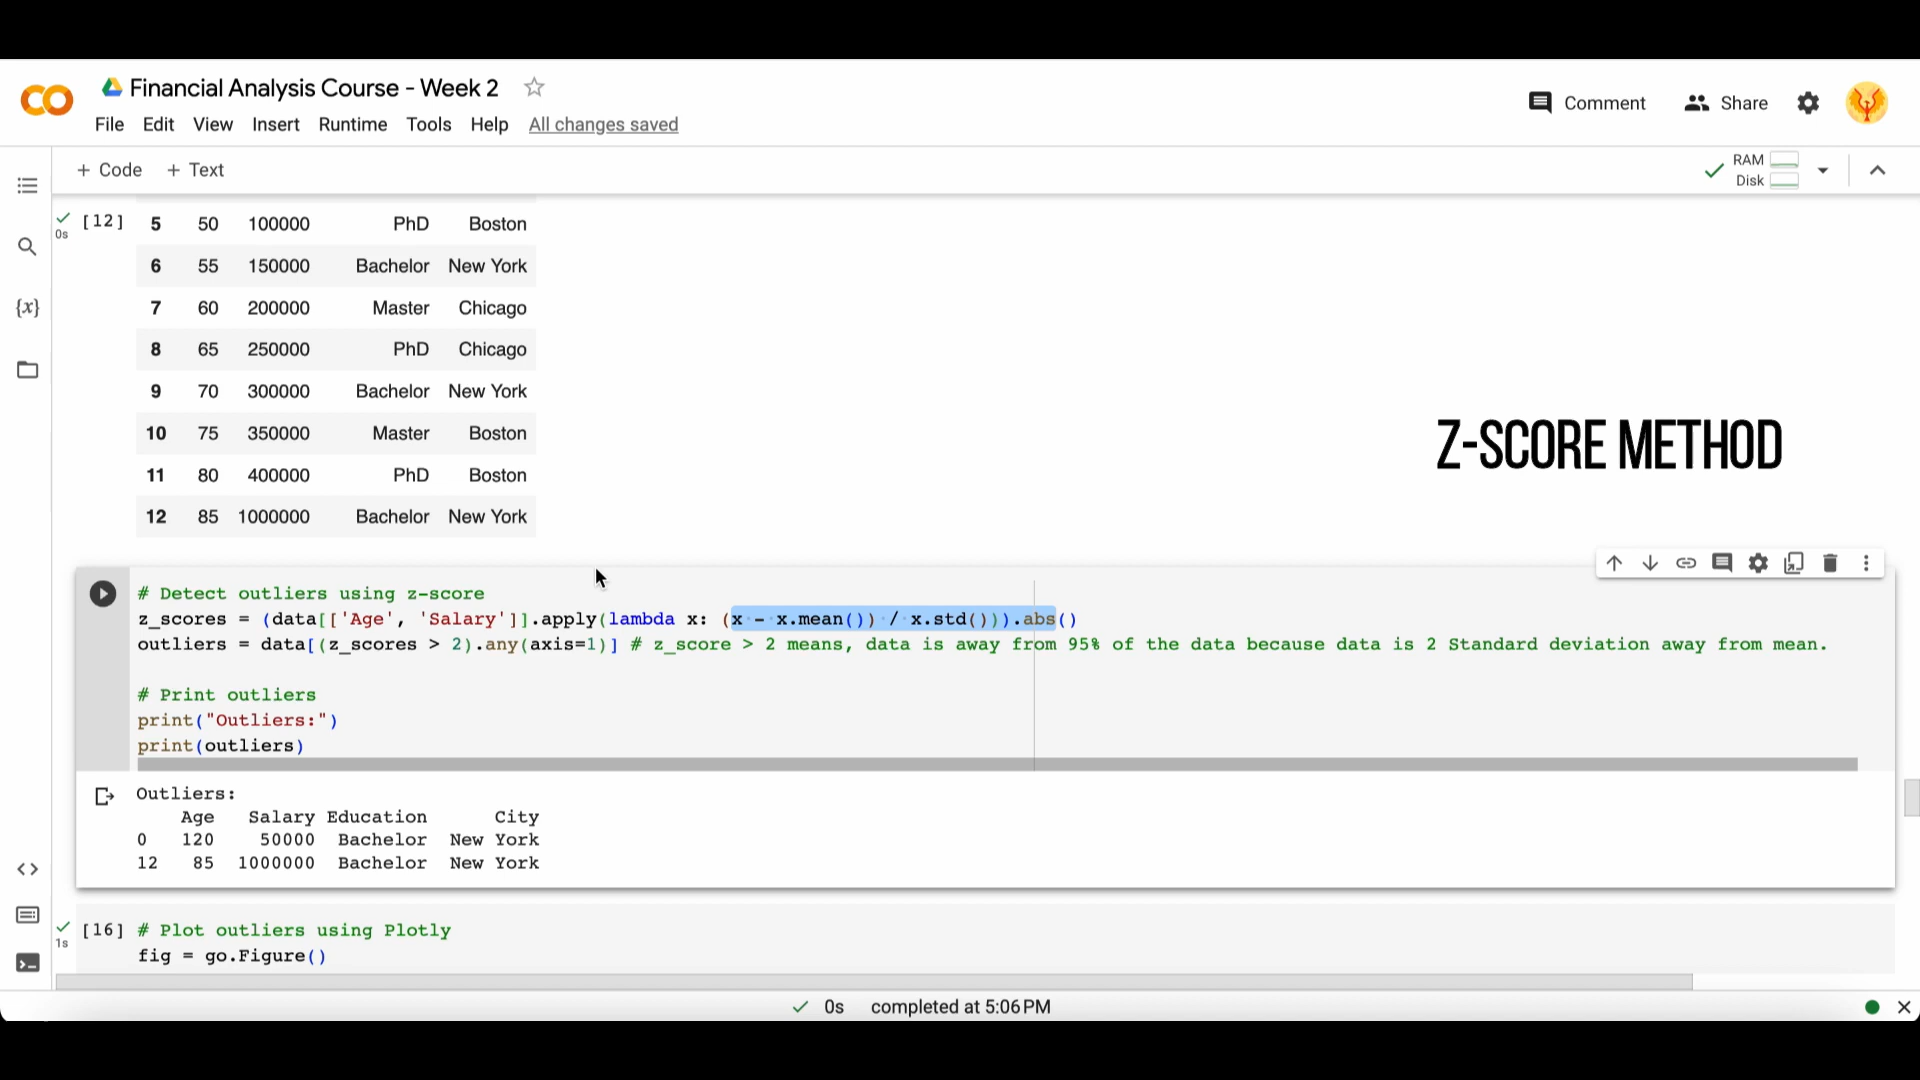 Financial Analysis Course - Week 2
File Edit View Insert Runtime Tools Help All changes saved
Comment Share
+ Code + Text
RAM
Disk
[12] 5 50 100000 PhD Boston
0s
6 55 150000 Bachelor New York
7 60 200000 Master Chicago
8 65 250000 PhD Chicago
9 70 300000 Bachelor New York
10 75 350000 Master Boston
11 80 400000 PhD Boston
12 85 1000000 Bachelor New York
{x}
Z-SCORE METHOD
# Detect outliers using z-score
z_scores = (data[['Age', 'Salary']].apply(lambda x: (x - x.mean()) / x.std())).abs()
outliers = data[(z_scores > 2).any(axis=1)] # z_score > 2 means, data is away from 95% of the data because data is 2 Standard deviation away from mean.
# Print outliers
print("Outliers:")
print(outliers)
Outliers:
Age Salary Education City
0 120 50000 Bachelor New York
12 85 1000000 Bachelor New York
[16] # Plot outliers using Plotly
1s
fig = go.Figure()
0s completed at 5:06 PM